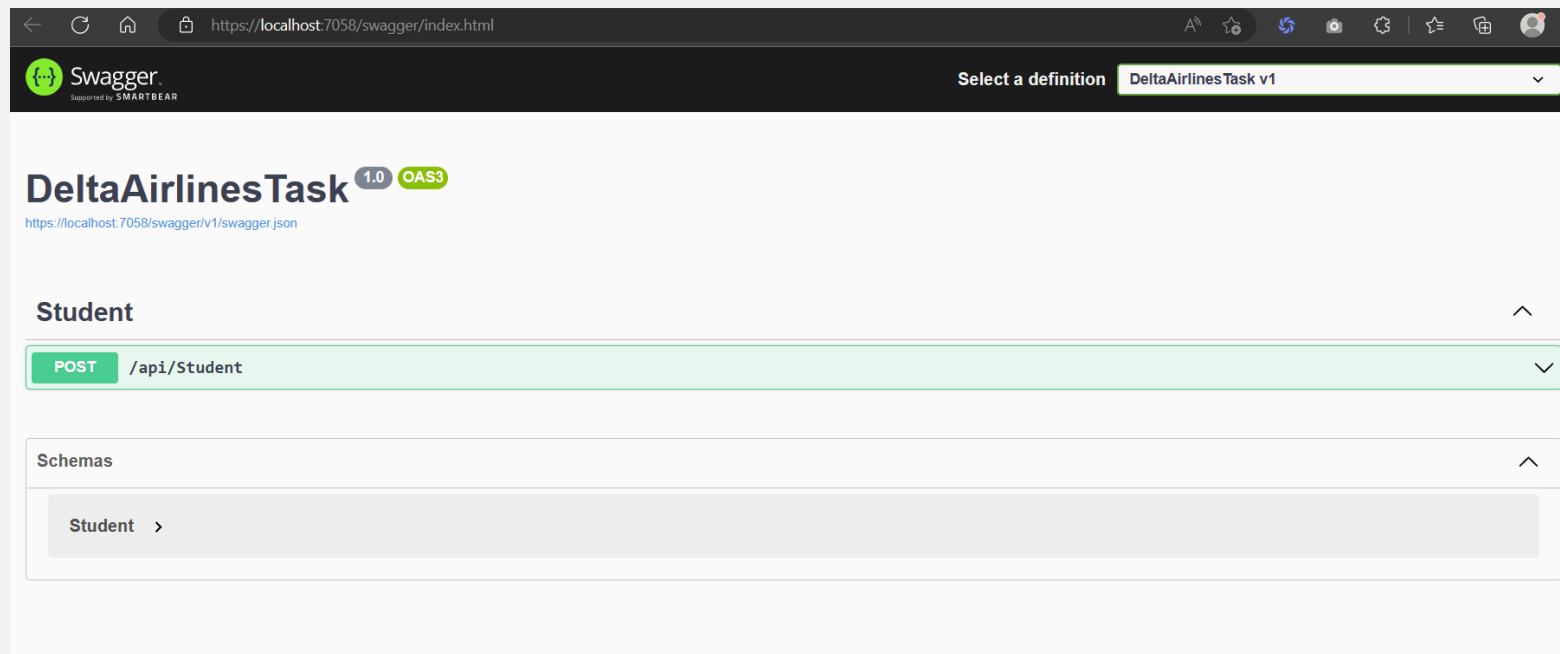 https://localhost:7058/swagger/index.html
{···} Swagger.
Supported by SMARTBEAR
Select a definition DeltaAirlinesTask v1
DeltaAirlinesTask 1.0 OAS3
https://localhost:7058/swagger/v1/swagger.json
Student
POST /api/Student
Schemas
Student